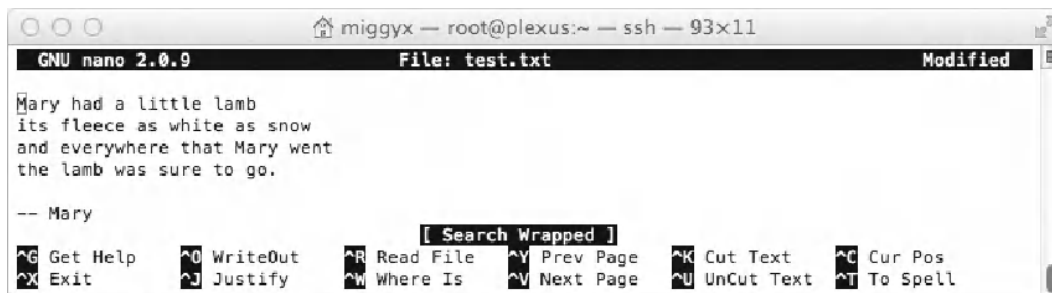 miggyx — root@plexus:~ — ssh — 93×11
GNU nano 2.0.9 File: test.txt Modified
Mary had a little lamb
its fleece as white as snow
and everywhere that Mary went
the lamb was sure to go.
-- Mary
[ Search Wrapped ]
^G Get Help ^O WriteOut ^R Read File ^Y Prev Page ^K Cut Text ^C Cur Pos
^X Exit ^J Justify ^W Where Is ^V Next Page ^U UnCut Text ^T To Spell